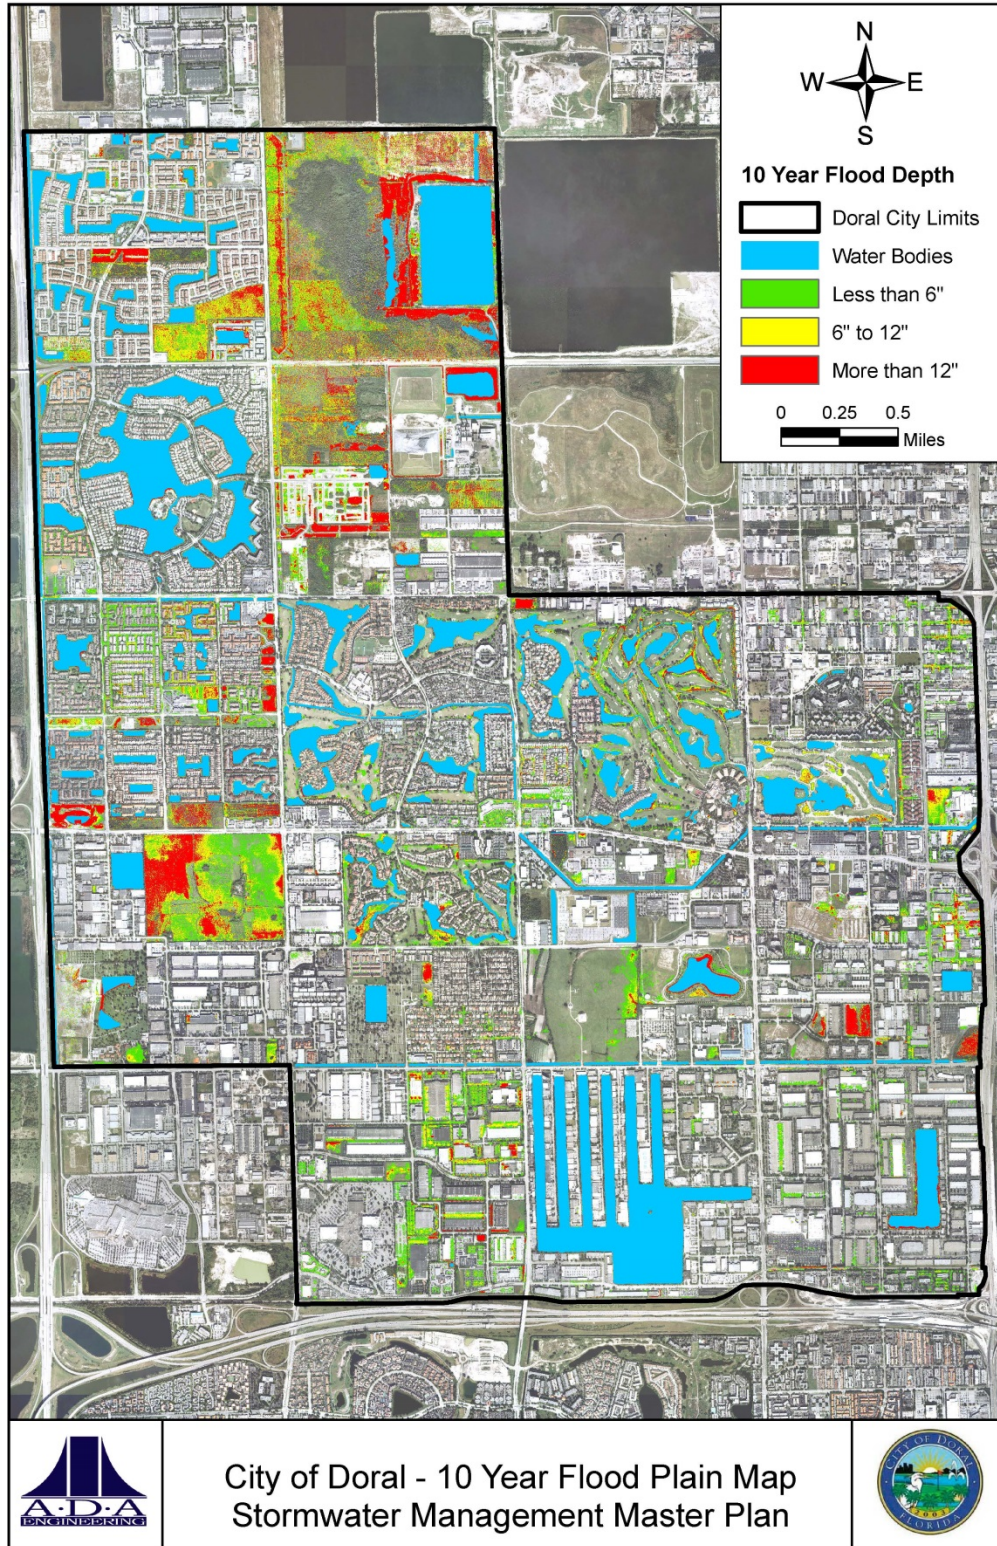 N
W E
S
10 Year Flood Depth
Doral City Limits
Water Bodies
Less than 6"
6" to 12"
More than 12"
0 0.25 0.5
Miles
A·D·A
ENGINEERING
City of Doral - 10 Year Flood Plain Map
Stormwater Management Master Plan
CITY OF DORAL
2003
FLORIDA